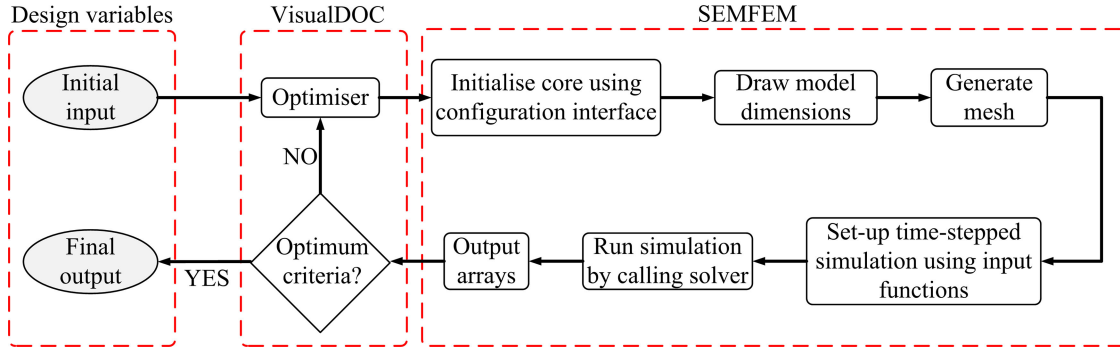 Design variables
VisualDOC
SEMFEM
Initial
input
Optimiser
Initialise core using
configuration interface
Draw model
dimensions
Generate
mesh
NO
Final
output
YES
Optimum
criteria?
Output
arrays
Run simulation
by calling solver
Set-up time-stepped
simulation using input
functions